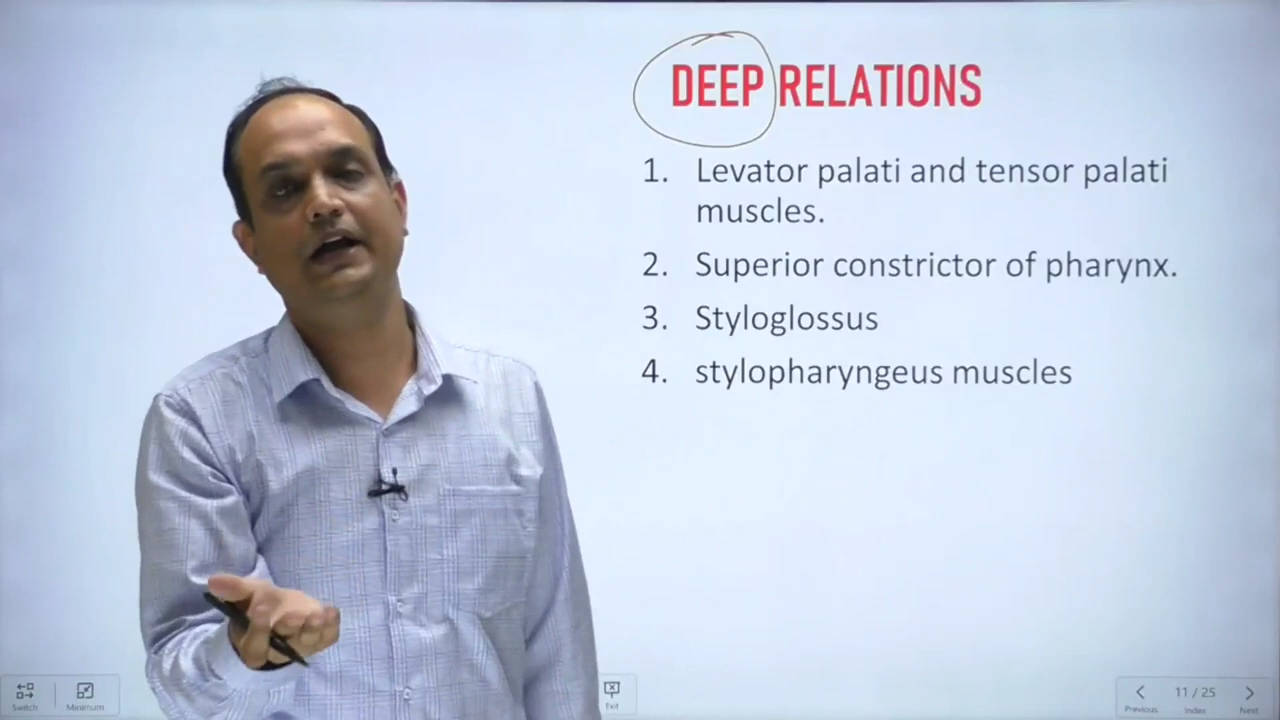 DEEP RELATIONS
1. Levator palati and tensor palati
muscles.
2. Superior constrictor of pharynx.
3. Styloglossus
4. stylopharyngeus muscles
Switch
Minimum
Exit
Previous
11 / 25
Index
Next